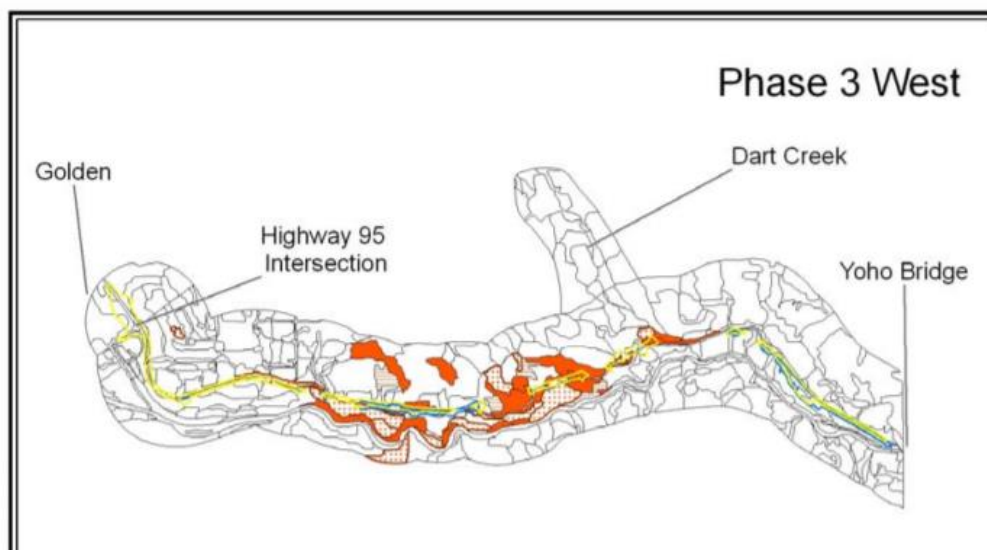 Phase 3 West
Dart Creek
Golden
Highway 95
Intersection
Yoho Bridge